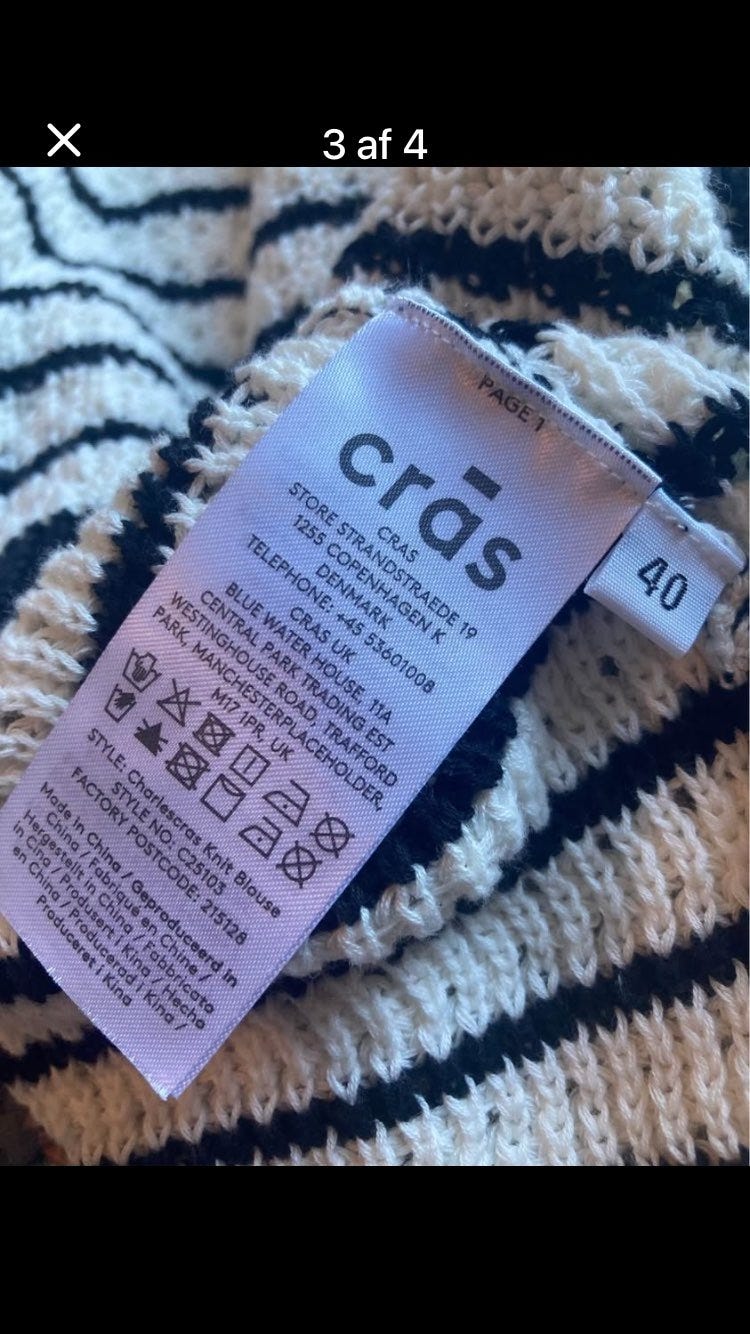 3 af 4
PAGE 1
crās
CRAS
STORE STRANDSTRAEDE 19
1255 COPENHAGEN K
DENMARK
TELEPHONE: +45 53601008
CRAS UK
BLUE WATER HOUSE, 11A
CENTRAL PARK TRADING EST
WESTINGHOUSE ROAD, TRAFFORD
PARK, MANCHESTERPLACEHOLDER,
M17 1PR, UK
STYLE: Charlescras Knit Blouse
STYLE NO: C25103
FACTORY POSTCODE: 215128
Made in China / Geproduceerd in
China / Fabriqué en Chine /
Hergestellt in China / Fabbricato
in Cina / Produsert i Kina / Hecho
en China / Producerad i Kina /
Produceret i Kina
40